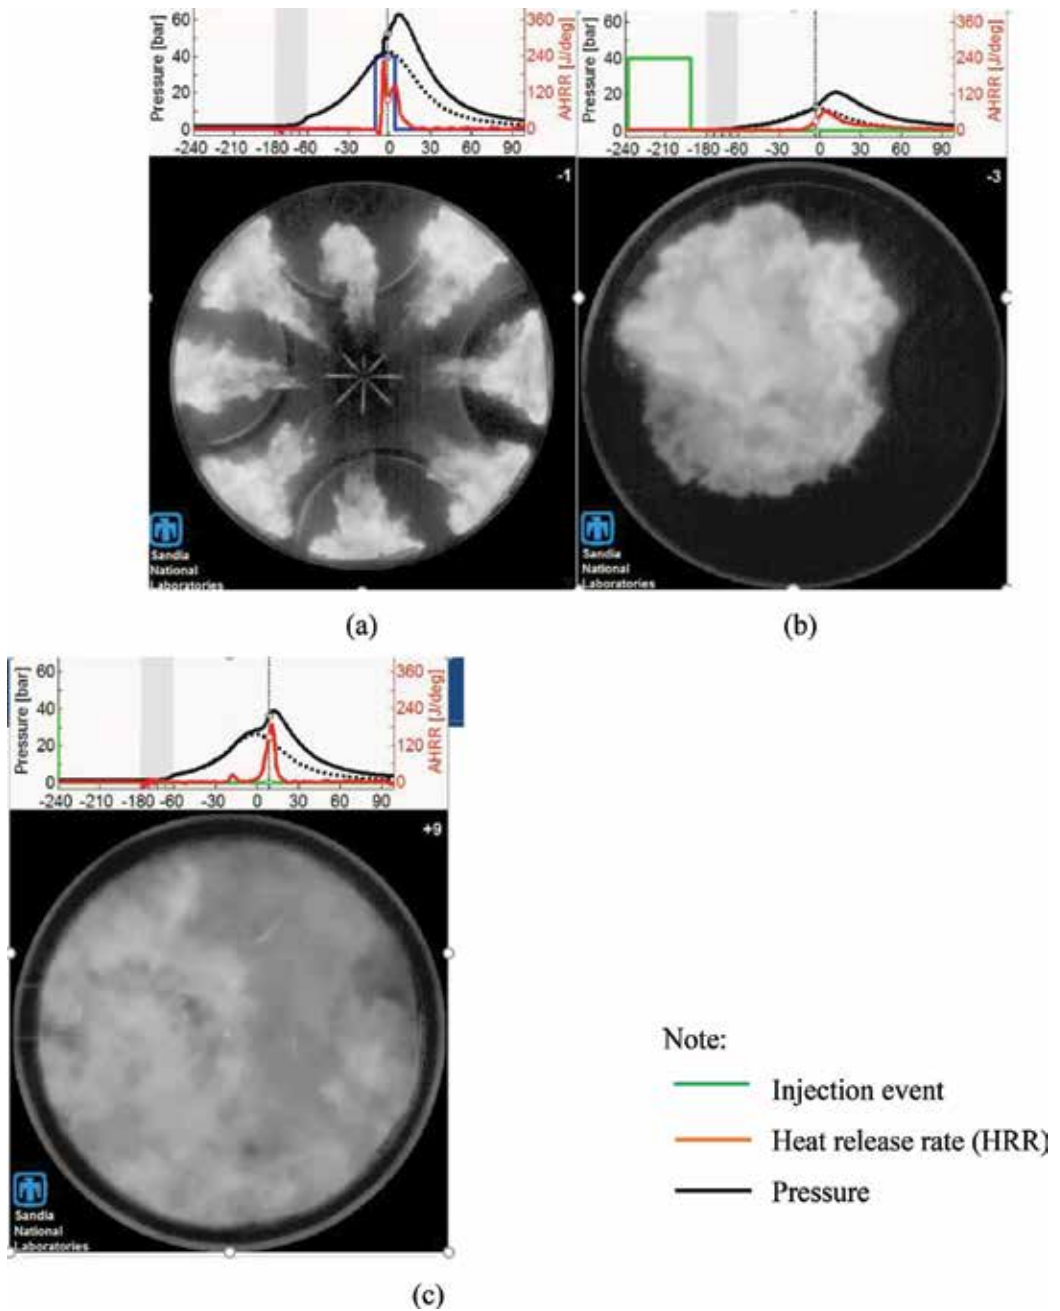 Pressure [bar]
60
40
20
0
360
240
120
0
AHRR [J/deg]
-240 -210 -180 -60 -30 0 30 60 90
-1
Sandia
National
Laboratories
(a)
Pressure [bar]
60
40
20
0
360
240
120
0
AHRR [J/deg]
-240 -210 -180 -60 -30 0 30 60 90
-3
Sandia
National
Laboratories
(b)
Pressure [bar]
60
40
20
0
360
240
120
0
AHRR [J/deg]
-240 -210 -180 -60 -30 0 30 60 90
+9
Sandia
National
Laboratories
(c)
Note:
Injection event
Heat release rate (HRR)
Pressure